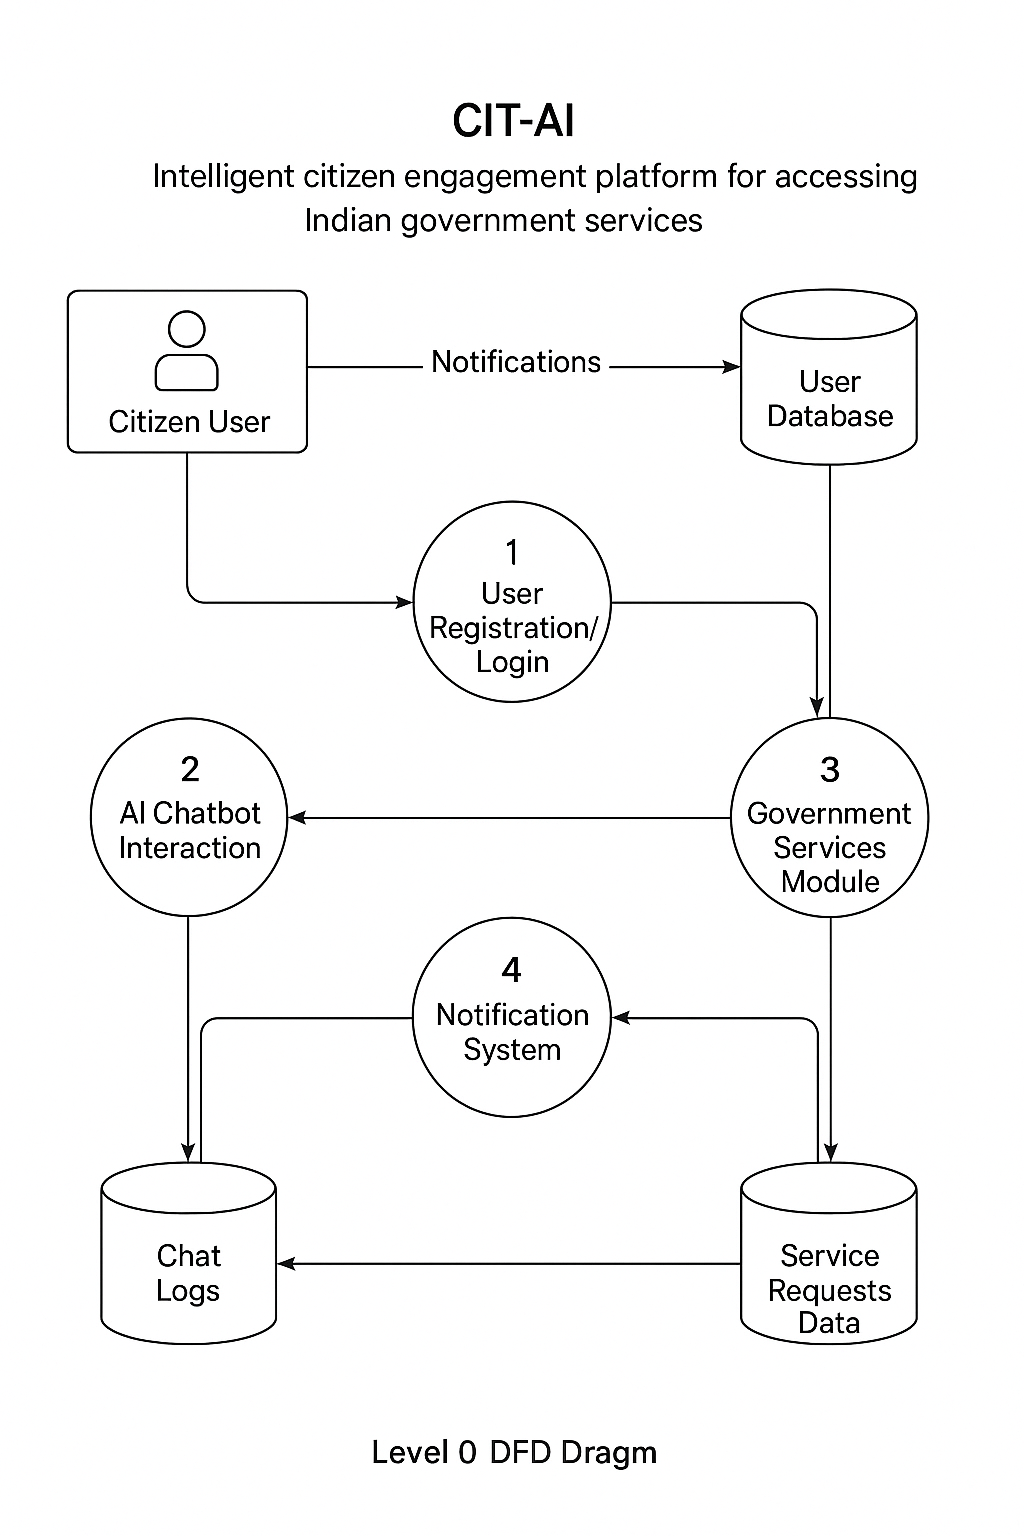 CIT-AI
Intelligent citizen engagement platform for accessing
Indian government services
Citizen User
Notifications
User
Database
1
User
Registration/
Login
2
AI Chatbot
Interaction
3
Government
Services
Module
4
Notification
System
Chat
Logs
Service
Requests
Data
Level 0 DFD Dragm